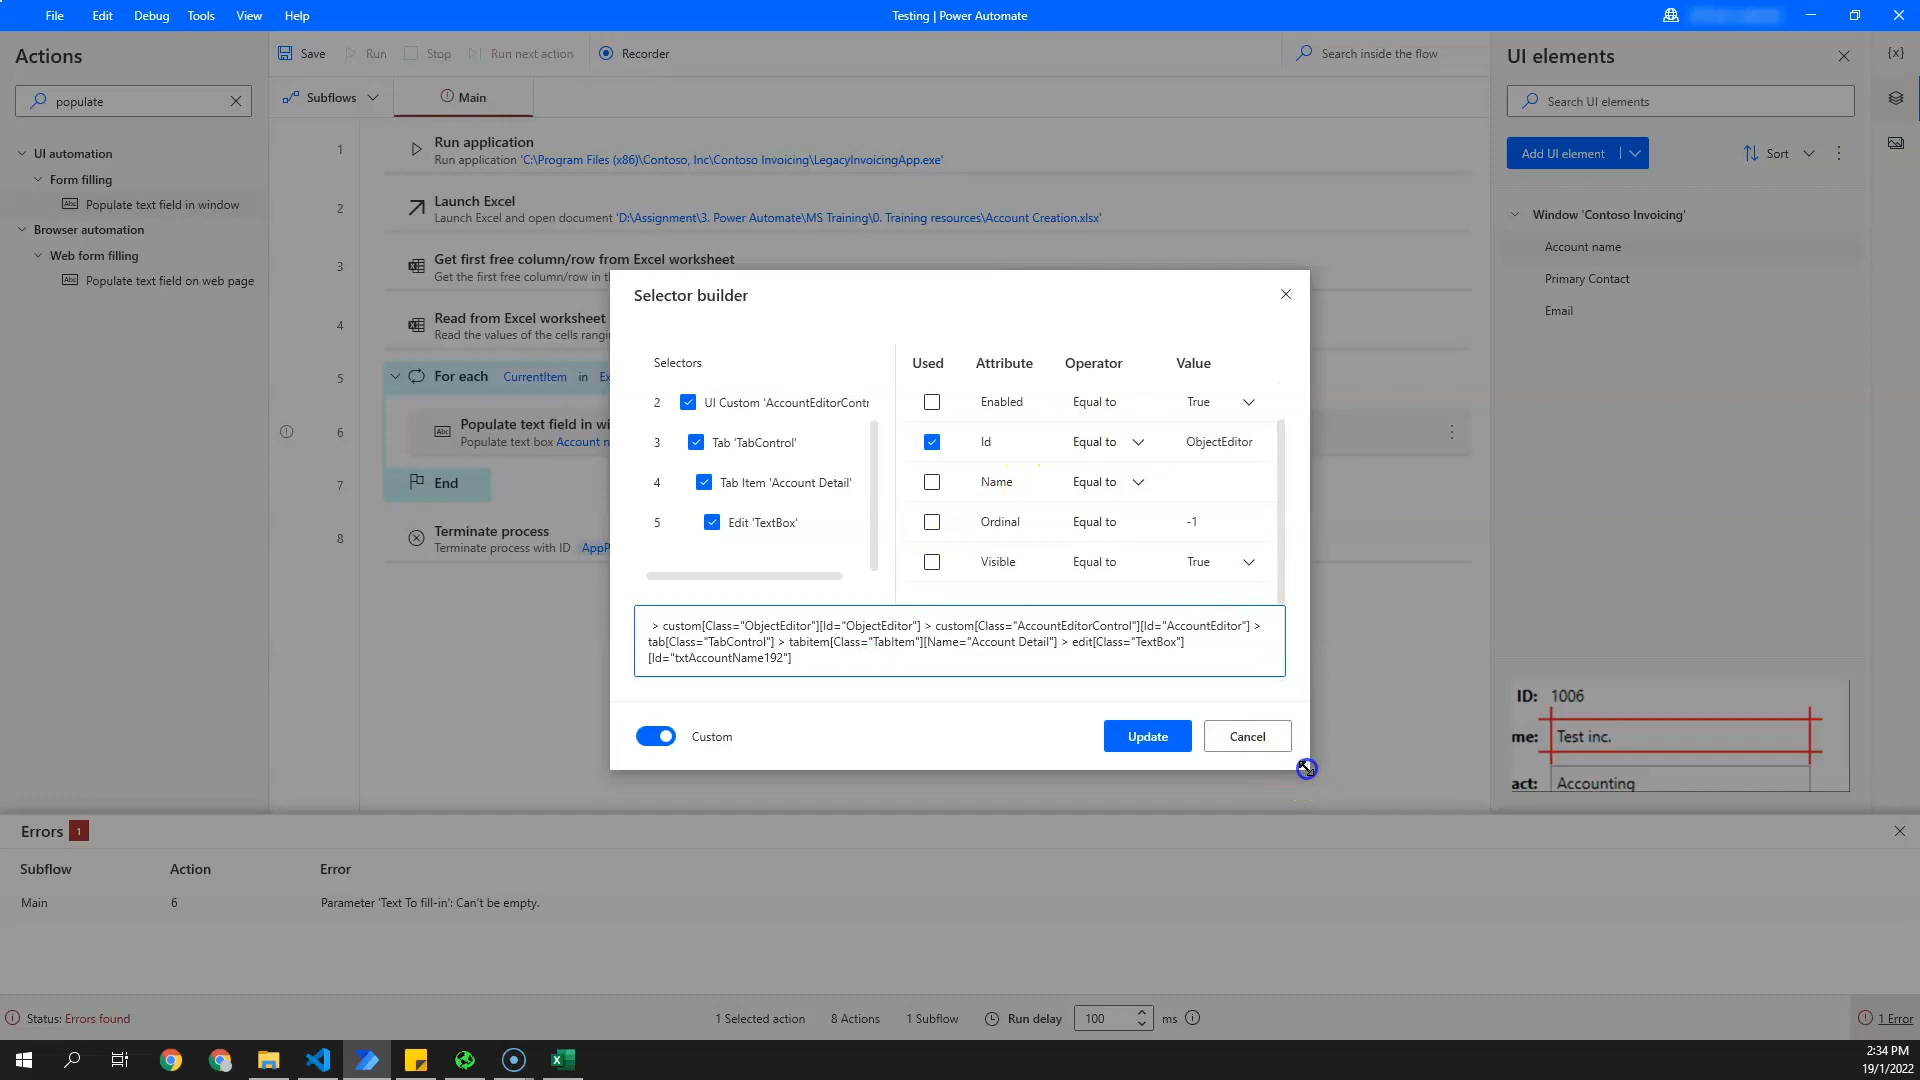 File Edit Debug Tools View Help
Testing | Power Automate
Actions
populate
UI automation
Form filling
Abc Populate text field in window
Browser automation
Web form filling
Abc Populate text field on web page
Save Run Stop Run next action Recorder
Search inside the flow
Subflows Main
1 Run application
Run application 'C:\Program Files (x86)\Contoso, Inc\Contoso Invoicing\LegacyInvoicingApp.exe'
2 Launch Excel
Launch Excel and open document 'D:\Assignment\3. Power Automate\MS Training\0. Training resources\Account Creation.xlsx'
3 Get first free column/row from Excel worksheet
Get the first free column/row in th
4 Read from Excel worksheet
Read the values of the cells rangin
5 For each CurrentItem in Ex
6 Abc Populate text field in wi
Populate text box Account n
7 End
8 Terminate process
Terminate process with ID AppP
Selector builder
Selectors
2 UI Custom 'AccountEditorContr
3 Tab 'TabControl'
4 Tab Item 'Account Detail'
5 Edit 'TextBox'
Used Attribute Operator Value
Enabled Equal to True
Id Equal to ObjectEditor
Name Equal to
Ordinal Equal to -1
Visible Equal to True
> custom[Class="ObjectEditor"][Id="ObjectEditor"] > custom[Class="AccountEditorControl"][Id="AccountEditor"] >
tab[Class="TabControl"] > tabitem[Class="TabItem"][Name="Account Detail"] > edit[Class="TextBox"]
[Id="txtAccountName192"]
Custom
Update Cancel
UI elements
{x}
Search UI elements
Add UI element Sort
Window 'Contoso Invoicing'
Account name
Primary Contact
Email
ID: 1006
me: Test inc.
act: Accounting
Errors 1
Subflow Action Error
Main 6 Parameter 'Text To fill-in': Can't be empty.
Status: Errors found
1 Selected action 8 Actions 1 Subflow Run delay 100 ms
1 Error
2:34 PM
19/1/2022